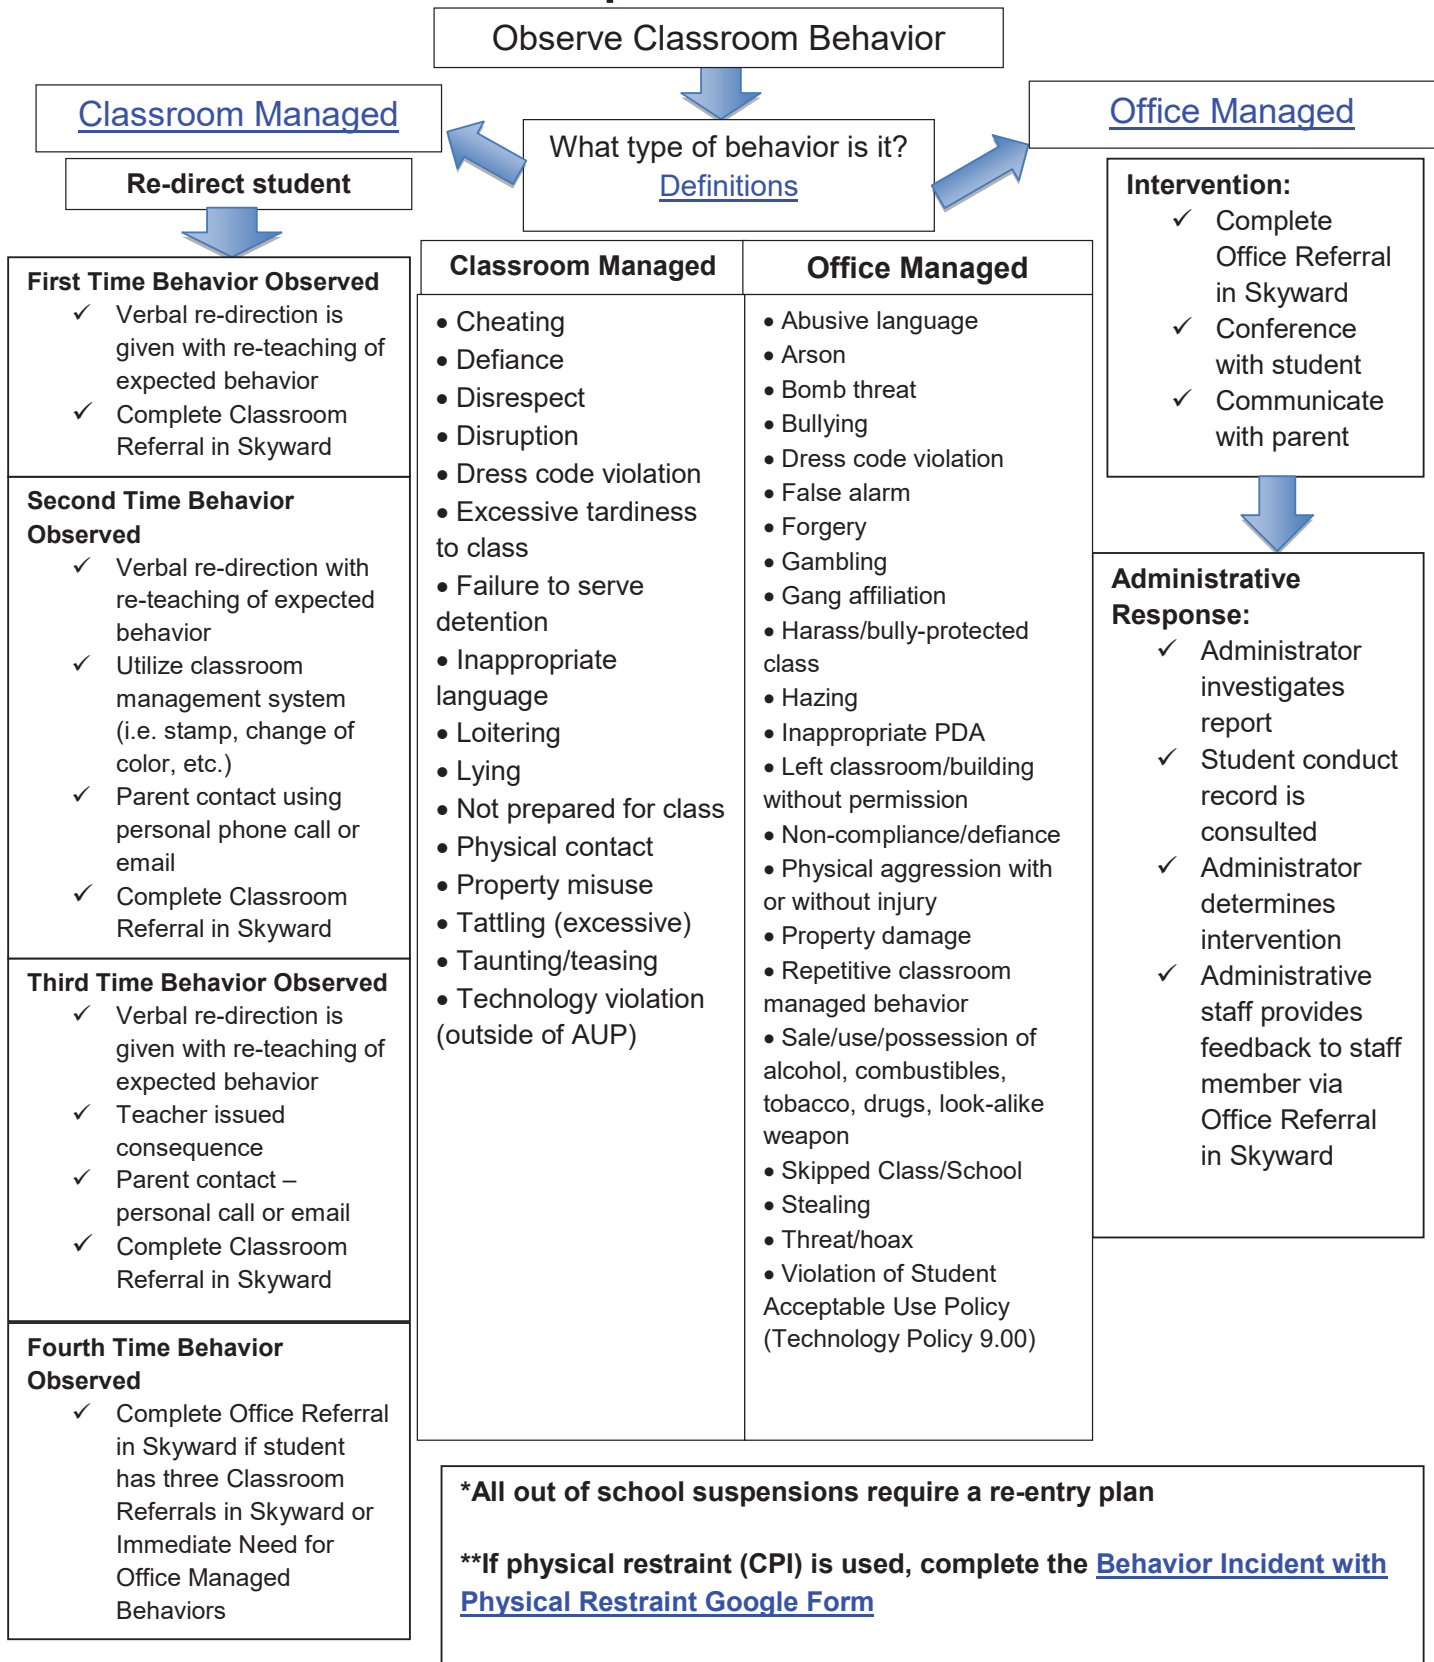 Observe Classroom Behavior
Classroom Managed
What type of behavior is it?
Definitions
Office Managed
Re-direct student
First Time Behavior Observed
✓ Verbal re-direction is
given with re-teaching of
expected behavior
✓ Complete Classroom
Referral in Skyward
Second Time Behavior
Observed
✓ Verbal re-direction with
re-teaching of expected
behavior
✓ Utilize classroom
management system
(i.e. stamp, change of
color, etc.)
✓ Parent contact using
personal phone call or
email
✓ Complete Classroom
Referral in Skyward
Third Time Behavior Observed
✓ Verbal re-direction is
given with re-teaching of
expected behavior
✓ Teacher issued
consequence
✓ Parent contact –
personal call or email
✓ Complete Classroom
Referral in Skyward
Fourth Time Behavior
Observed
✓ Complete Office Referral
in Skyward if student
has three Classroom
Referrals in Skyward or
Immediate Need for
Office Managed
Behaviors
Classroom Managed
• Cheating
• Defiance
• Disrespect
• Disruption
• Dress code violation
• Excessive tardiness
to class
• Failure to serve
detention
• Inappropriate
language
• Loitering
• Lying
• Not prepared for class
• Physical contact
• Property misuse
• Tattling (excessive)
• Taunting/teasing
• Technology violation
(outside of AUP)
Office Managed
• Abusive language
• Arson
• Bomb threat
• Bullying
• Dress code violation
• False alarm
• Forgery
• Gambling
• Gang affiliation
• Harass/bully-protected
class
• Hazing
• Inappropriate PDA
• Left classroom/building
without permission
• Non-compliance/defiance
• Physical aggression with
or without injury
• Property damage
• Repetitive classroom
managed behavior
• Sale/use/possession of
alcohol, combustibles,
tobacco, drugs, look-alike
weapon
• Skipped Class/School
• Stealing
• Threat/hoax
• Violation of Student
Acceptable Use Policy
(Technology Policy 9.00)
Intervention:
✓ Complete
Office Referral
in Skyward
✓ Conference
with student
✓ Communicate
with parent
Administrative
Response:
✓ Administrator
investigates
report
✓ Student conduct
record is
consulted
✓ Administrator
determines
intervention
✓ Administrative
staff provides
feedback to staff
member via
Office Referral
in Skyward
*All out of school suspensions require a re-entry plan
**If physical restraint (CPI) is used, complete the Behavior Incident with
Physical Restraint Google Form